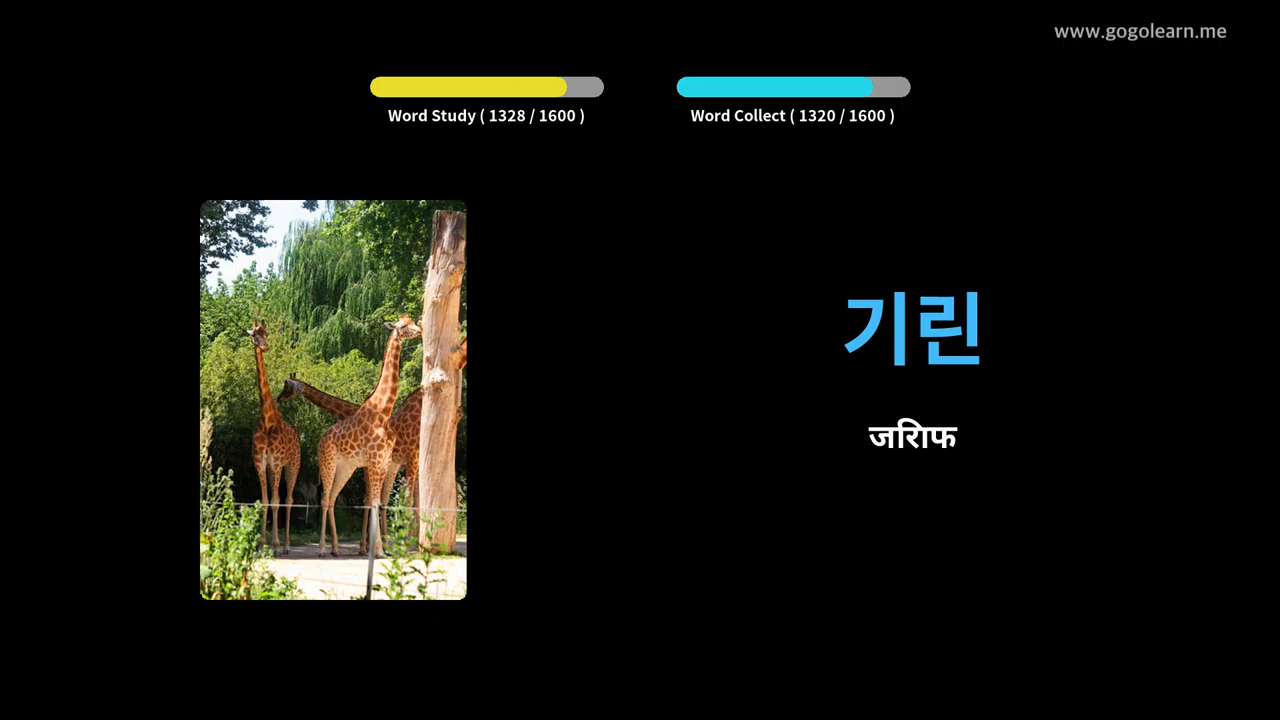 www.gogolearn.me
Word Study ( 1328 / 1600 )
Word Collect ( 1320 / 1600 )
기린
जिराफ